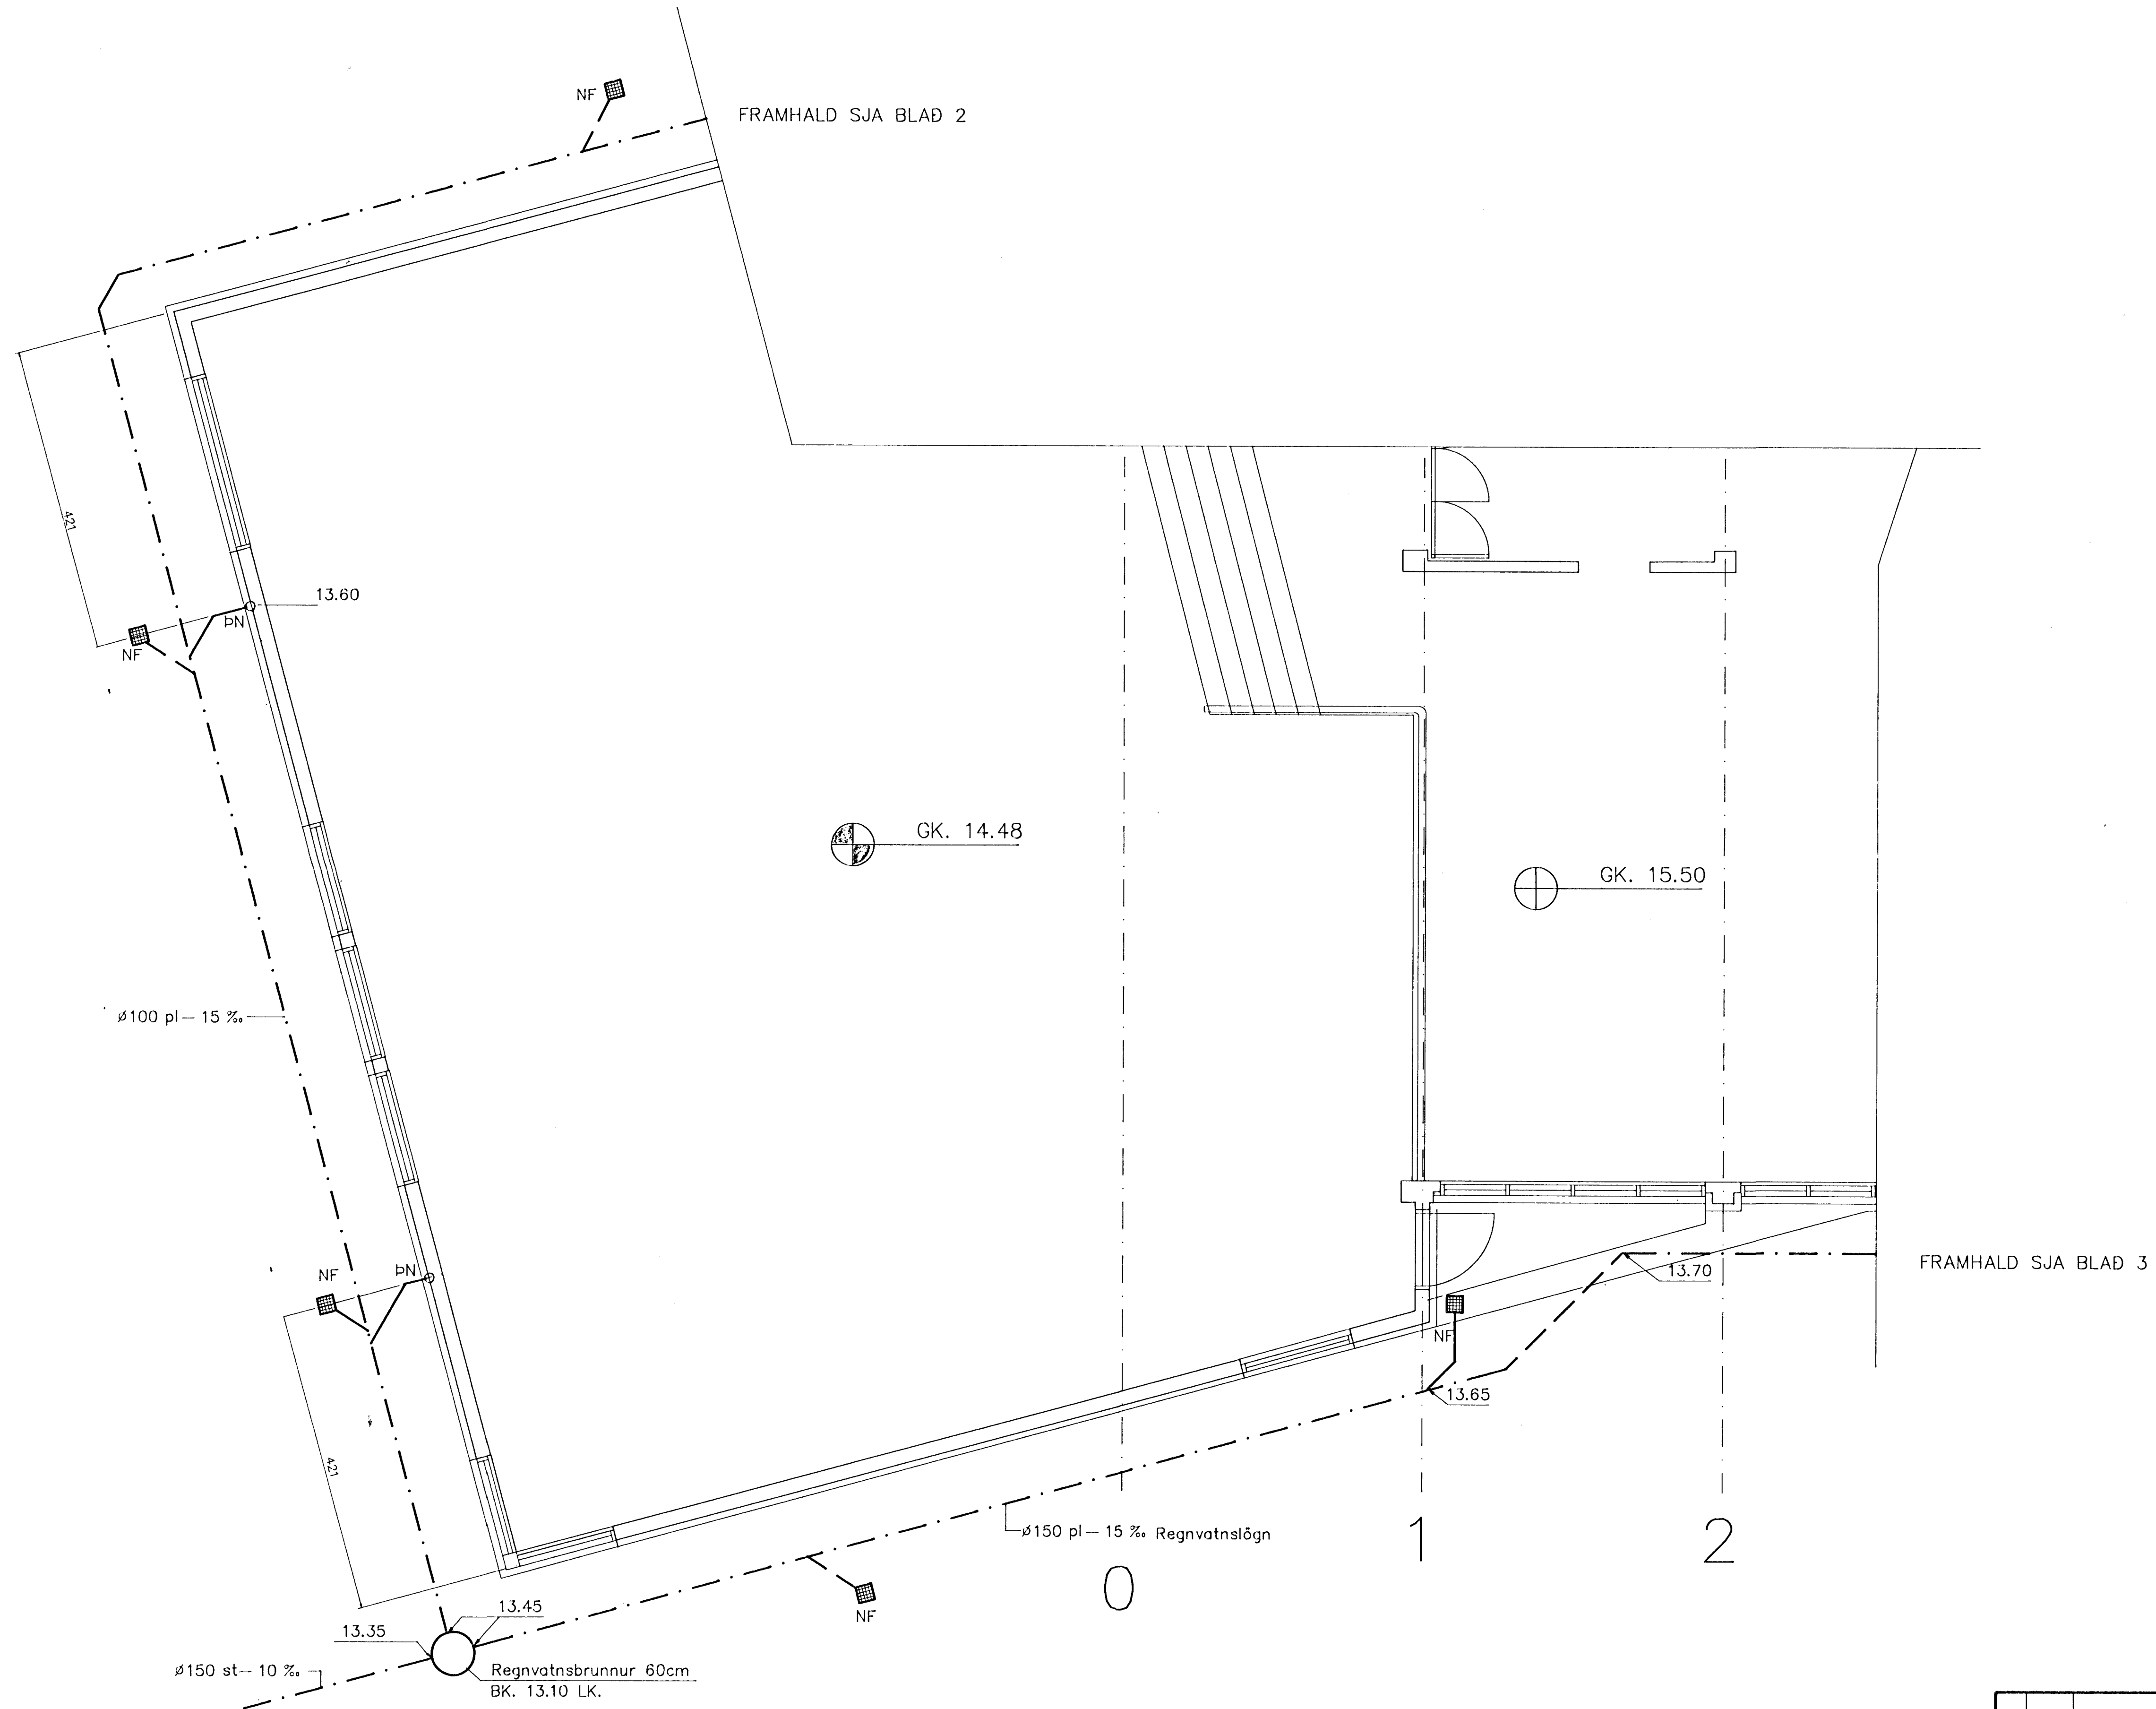 NF
FRAMHALD SJA BLAÐ 2
421
13.60
ÞN
NF
GK. 14.48
GK. 15.50
ø100 pl– 15 ‰
NF
ÞN
FRAMHALD SJA BLAÐ 3
13.70
NF
13.65
421
ø150 pl– 15 ‰ Regnvatnslögn
0
1
2
NF
13.45
13.35
ø150 st– 10 ‰
Regnvatnsbrunnur 60cm
BK. 13.10 LK.